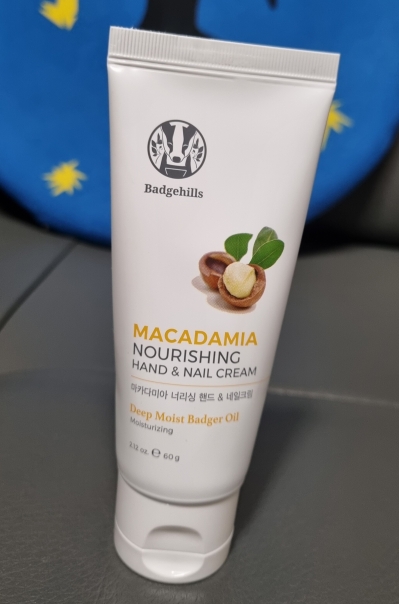 Badgehills
MACADAMIA
NOURISHING
HAND & NAIL CREAM
마카다미아 너리싱 핸드 & 네일크림
Deep Moist Badger Oil
Moisturizing
2.12 oz. ℮ 60 g